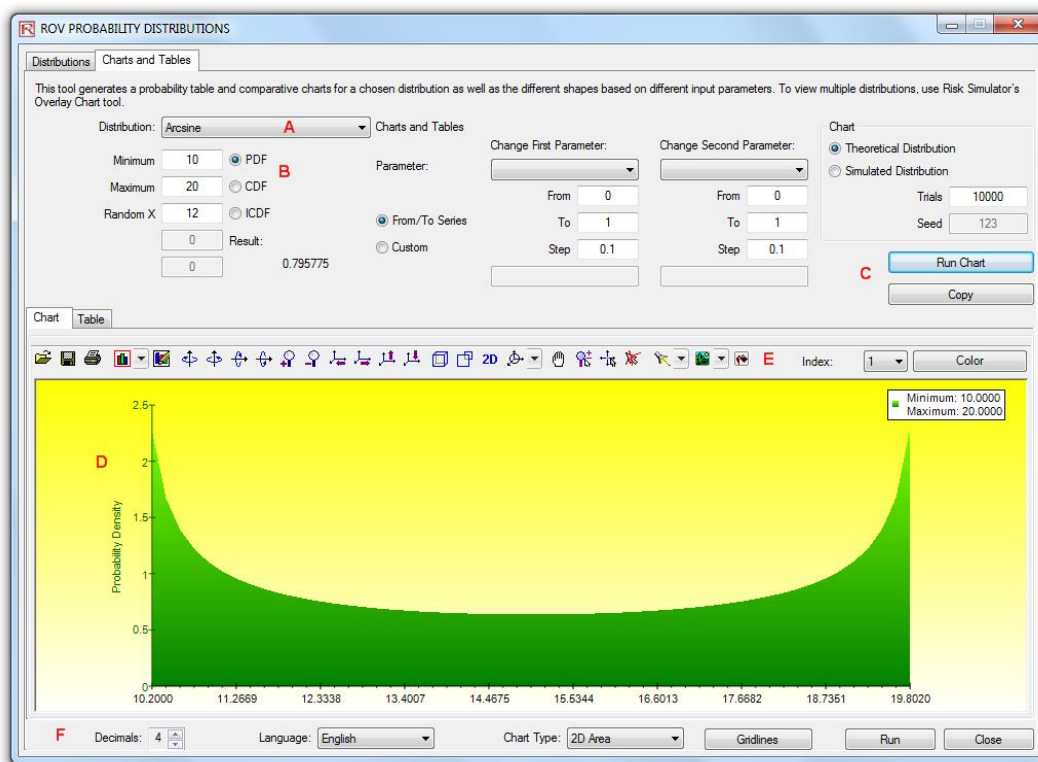 ROV PROBABILITY DISTRIBUTIONS
Distributions Charts and Tables
This tool generates a probability table and comparative charts for a chosen distribution as well as the different shapes based on different input parameters. To view multiple distributions, use Risk Simulator's
Overlay Chart tool.
Distribution: Arcsine A Charts and Tables Chart
Change First Parameter: Change Second Parameter:
Minimum 10 PDF B Parameter: Theoretical Distribution
Maximum 20 CDF Simulated Distribution
From 0 From 0 Trials 10000
Random X 12 ICDF From/To Series To 1 To 1 Seed 123
0 Result: Custom Step 0.1 Step 0.1
0 0.795775
C Run Chart
Copy
Chart Table
2D E Index: 1 Color
Minimum: 10.0000
Maximum: 20.0000
2.5
D 2
1.5
Probability Density
1
0.5
0
10.2000 11.2669 12.3338 13.4007 14.4675 15.5344 16.6013 17.6682 18.7351 19.8020
F Decimals: 4 Language: English Chart Type: 2D Area Gridlines Run Close